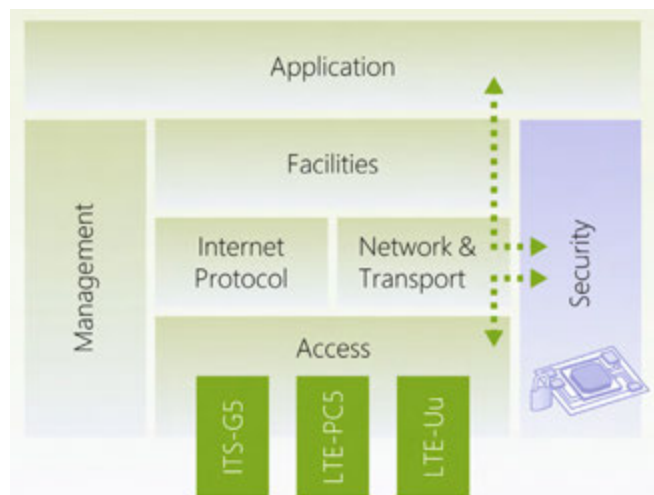 Application
Management
Facilities
Internet
Protocol
Network &
Transport
Security
Access
ITS-G5
LTE-PC5
LTE-Uu